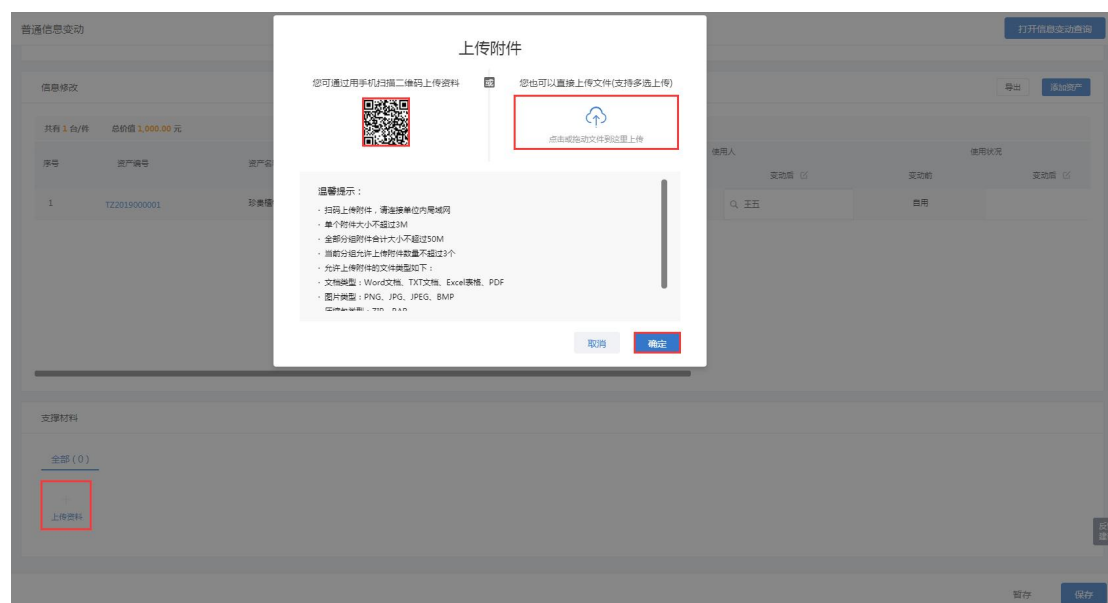 普通信息变动
打开信息变动查询
上传附件
您可通过用手机扫描二维码上传资料
或
您也可以直接上传文件(支持多选上传)
点击或拖动文件到这里上传
信息修改
导出
添加资产
共有 1 台/件 总价值 1,000.00 元
序号
资产编号
资产名
使用人
使用状况
变动后
变动前
变动后
1
TZ2019000001
珍贵
王五
自用
温馨提示：
· 扫码上传附件，请连接单位内局域网
· 单个附件大小不超过3M
· 全部分组附件合计大小不超过50M
· 当前分组允许上传附件数量不超过3个
· 允许上传附件的文件类型如下：
· 文档类型：Word文档、TXT文档、Excel表格、PDF
· 图片类型：PNG、JPG、JPEG、BMP
取消
确定
支撑材料
全部 ( 0 )
上传资料
暂存
保存